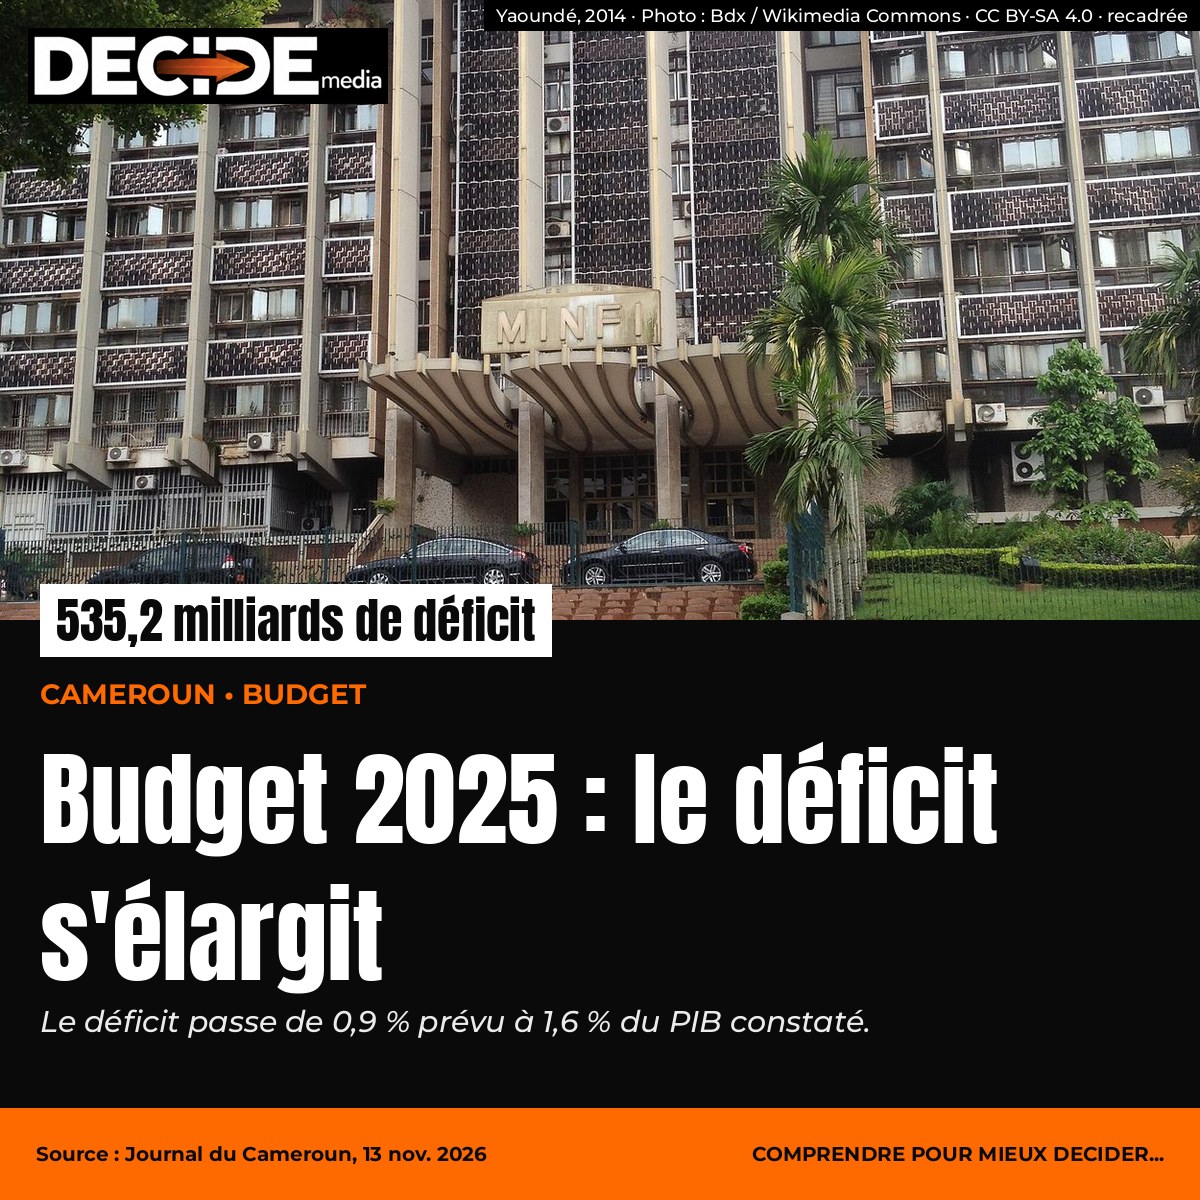 Yaoundé, 2014 · Photo : Bdx / Wikimedia Commons · CC BY-SA 4.0 · recadrée
DECIDE media
MINFI
535,2 milliards de déficit
CAMEROUN • BUDGET
Budget 2025 : le déficit
s'élargit
Le déficit passe de 0,9 % prévu à 1,6 % du PIB constaté.
Source : Journal du Cameroun, 13 nov. 2026
COMPRENDRE POUR MIEUX DECIDER...